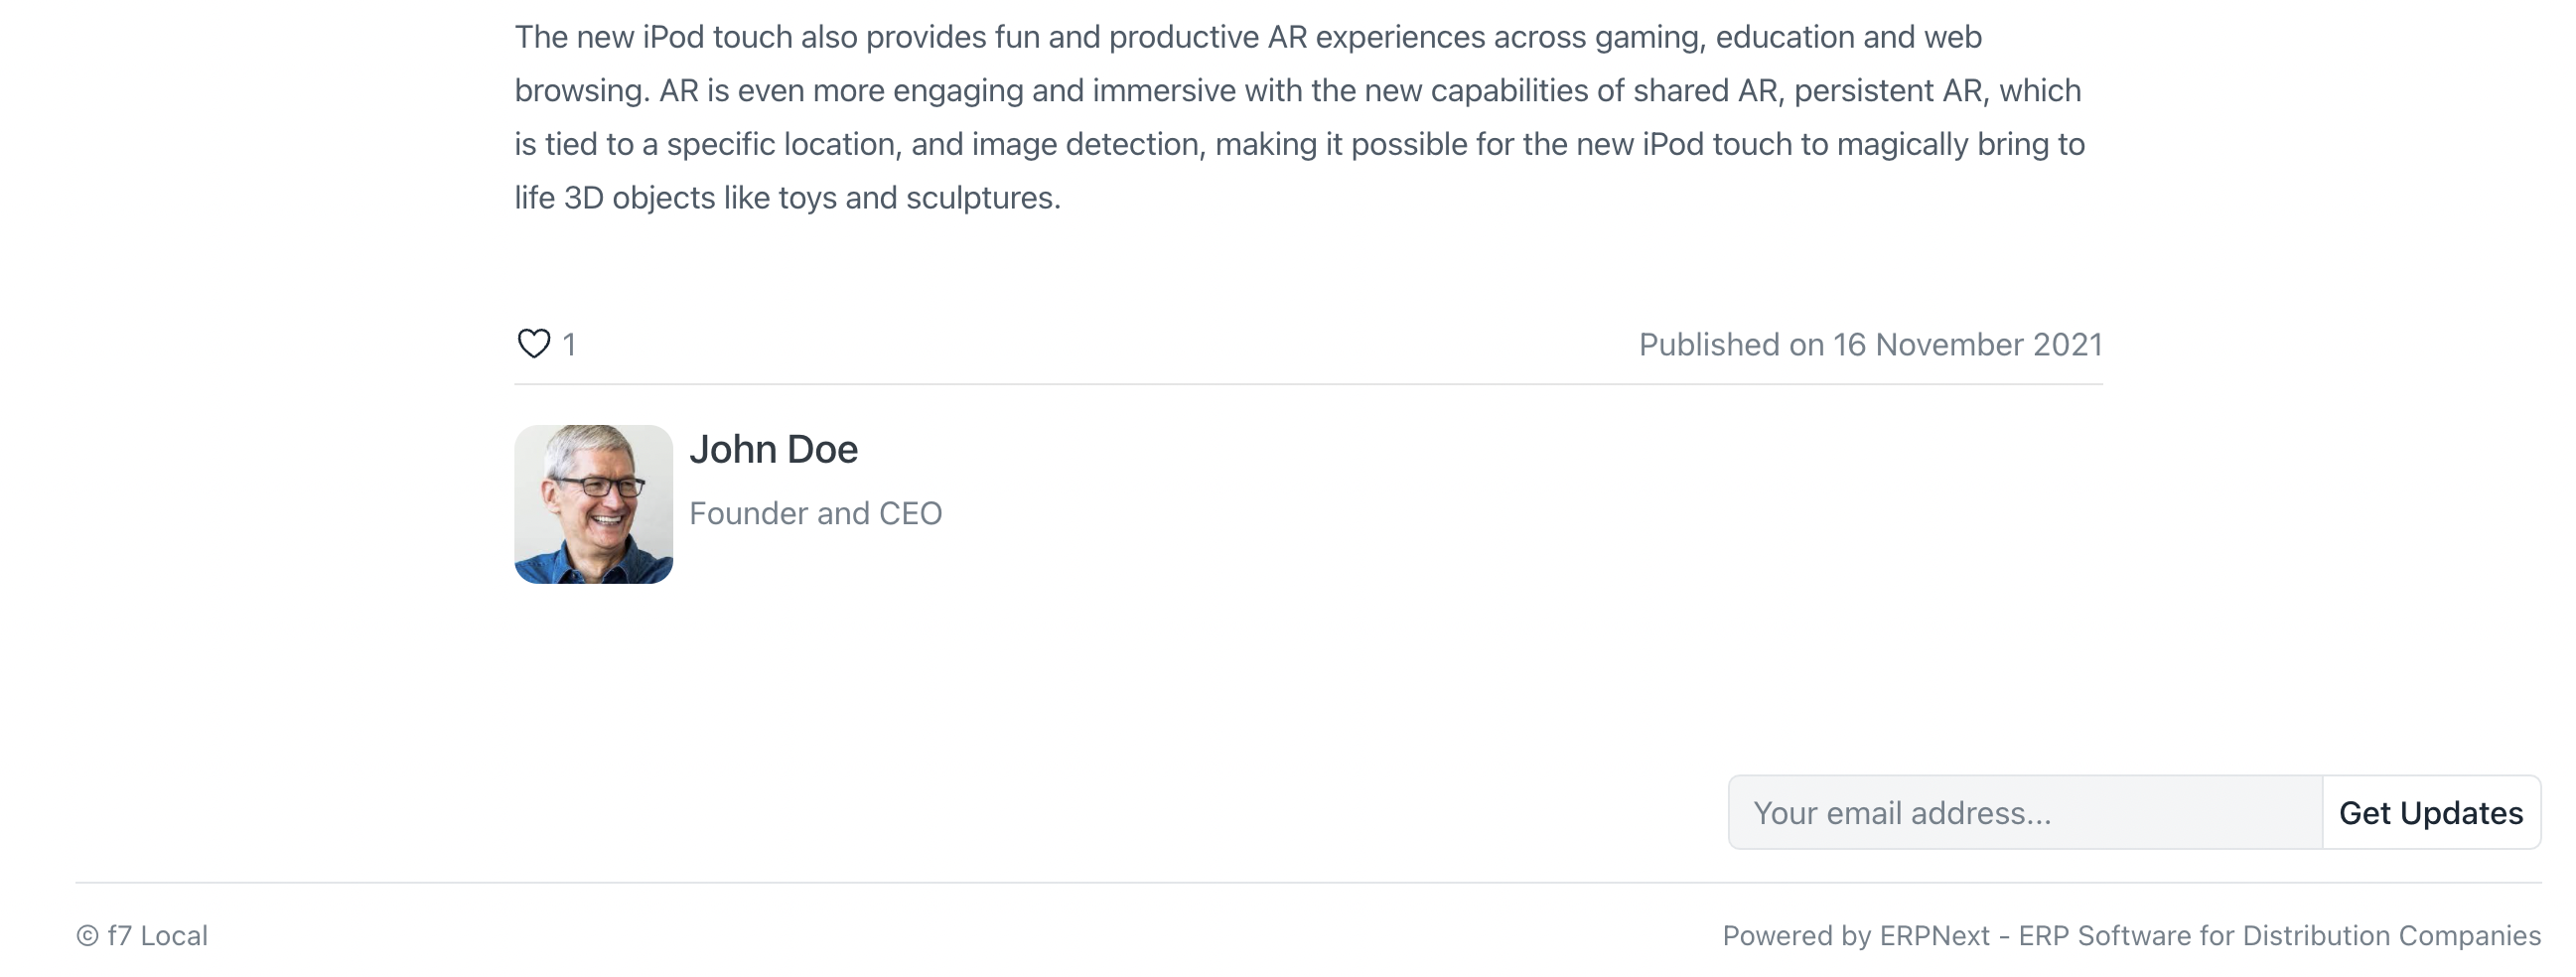 The new iPod touch also provides fun and productive AR experiences across gaming, education and web
browsing. AR is even more engaging and immersive with the new capabilities of shared AR, persistent AR, which
is tied to a specific location, and image detection, making it possible for the new iPod touch to magically bring to
life 3D objects like toys and sculptures.
1
Published on 16 November 2021
John Doe
Founder and CEO
Your email address...
Get Updates
© f7 Local
Powered by ERPNext - ERP Software for Distribution Companies